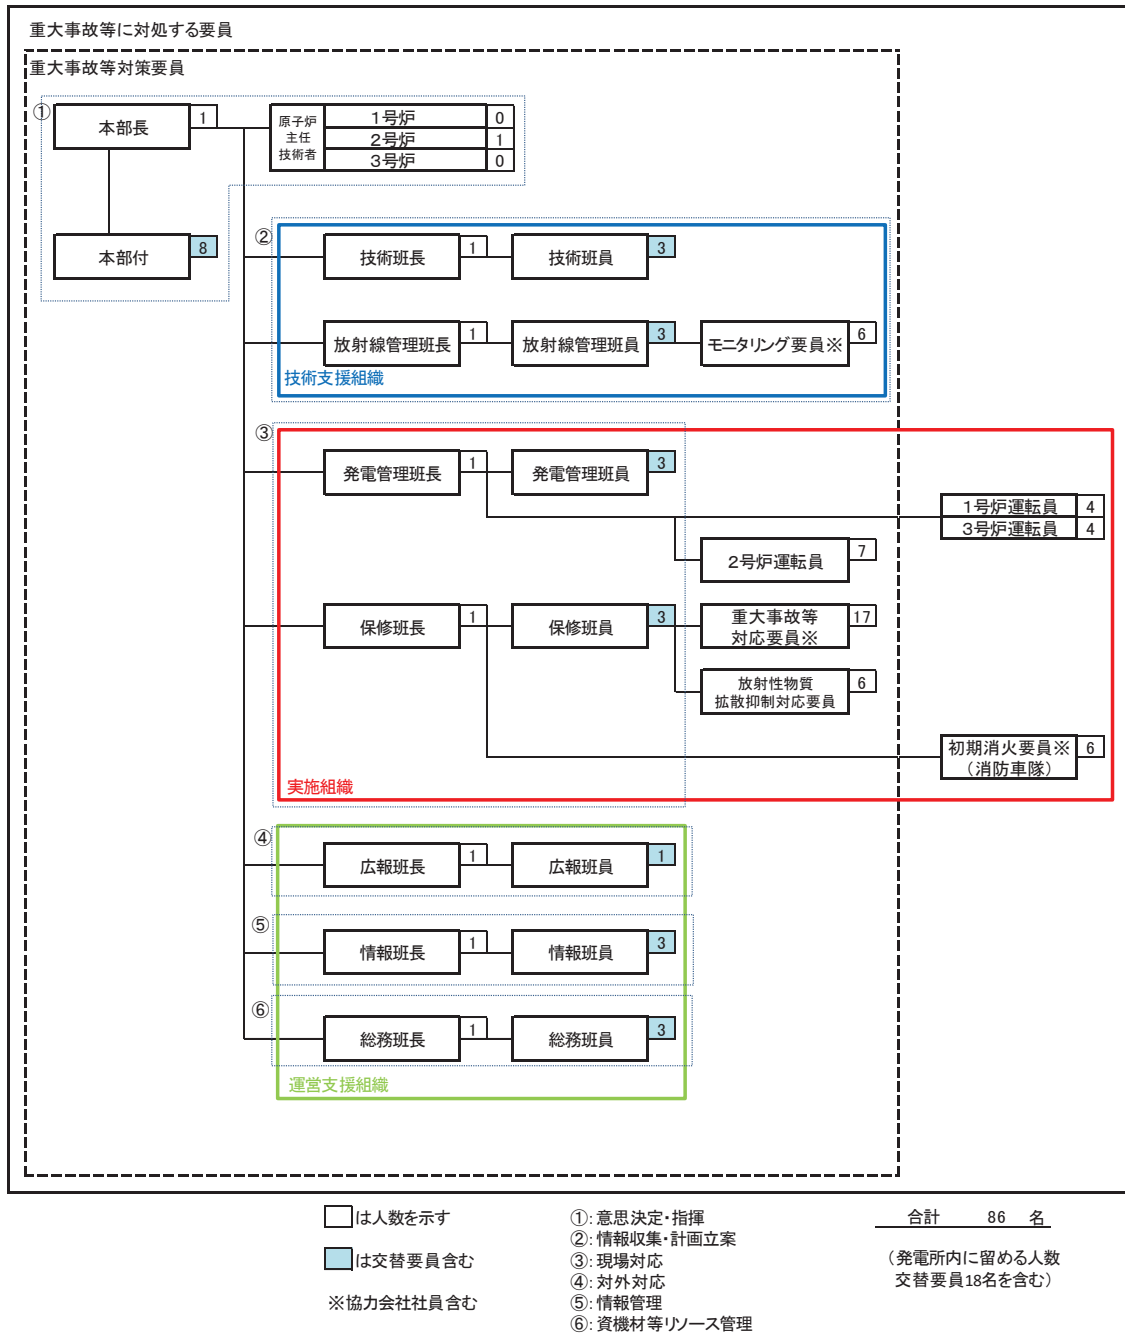 重大事故等に対処する要員
重大事故等対策要員
①
本部長
1
原子炉
主任
技術者
1号炉
0
2号炉
1
3号炉
0
本部付
8
②
技術班長
1
技術班員
3
放射線管理班長
1
放射線管理班員
3
モニタリング要員※
6
技術支援組織
③
発電管理班長
1
発電管理班員
3
1号炉運転員
4
3号炉運転員
4
2号炉運転員
7
保修班長
1
保修班員
3
重大事故等
対応要員※
17
放射性物質
拡散抑制対応要員
6
初期消火要員※
(消防車隊)
6
実施組織
④
広報班長
1
広報班員
1
⑤
情報班長
1
情報班員
3
⑥
総務班長
1
総務班員
3
運営支援組織
は人数を示す
は交替要員含む
※協力会社社員含む
①:意思決定・指揮
②:情報収集・計画立案
③:現場対応
④:対外対応
⑤:情報管理
⑥:資機材等リソース管理
合計 86 名
(発電所内に留める人数
交替要員18名を含む)